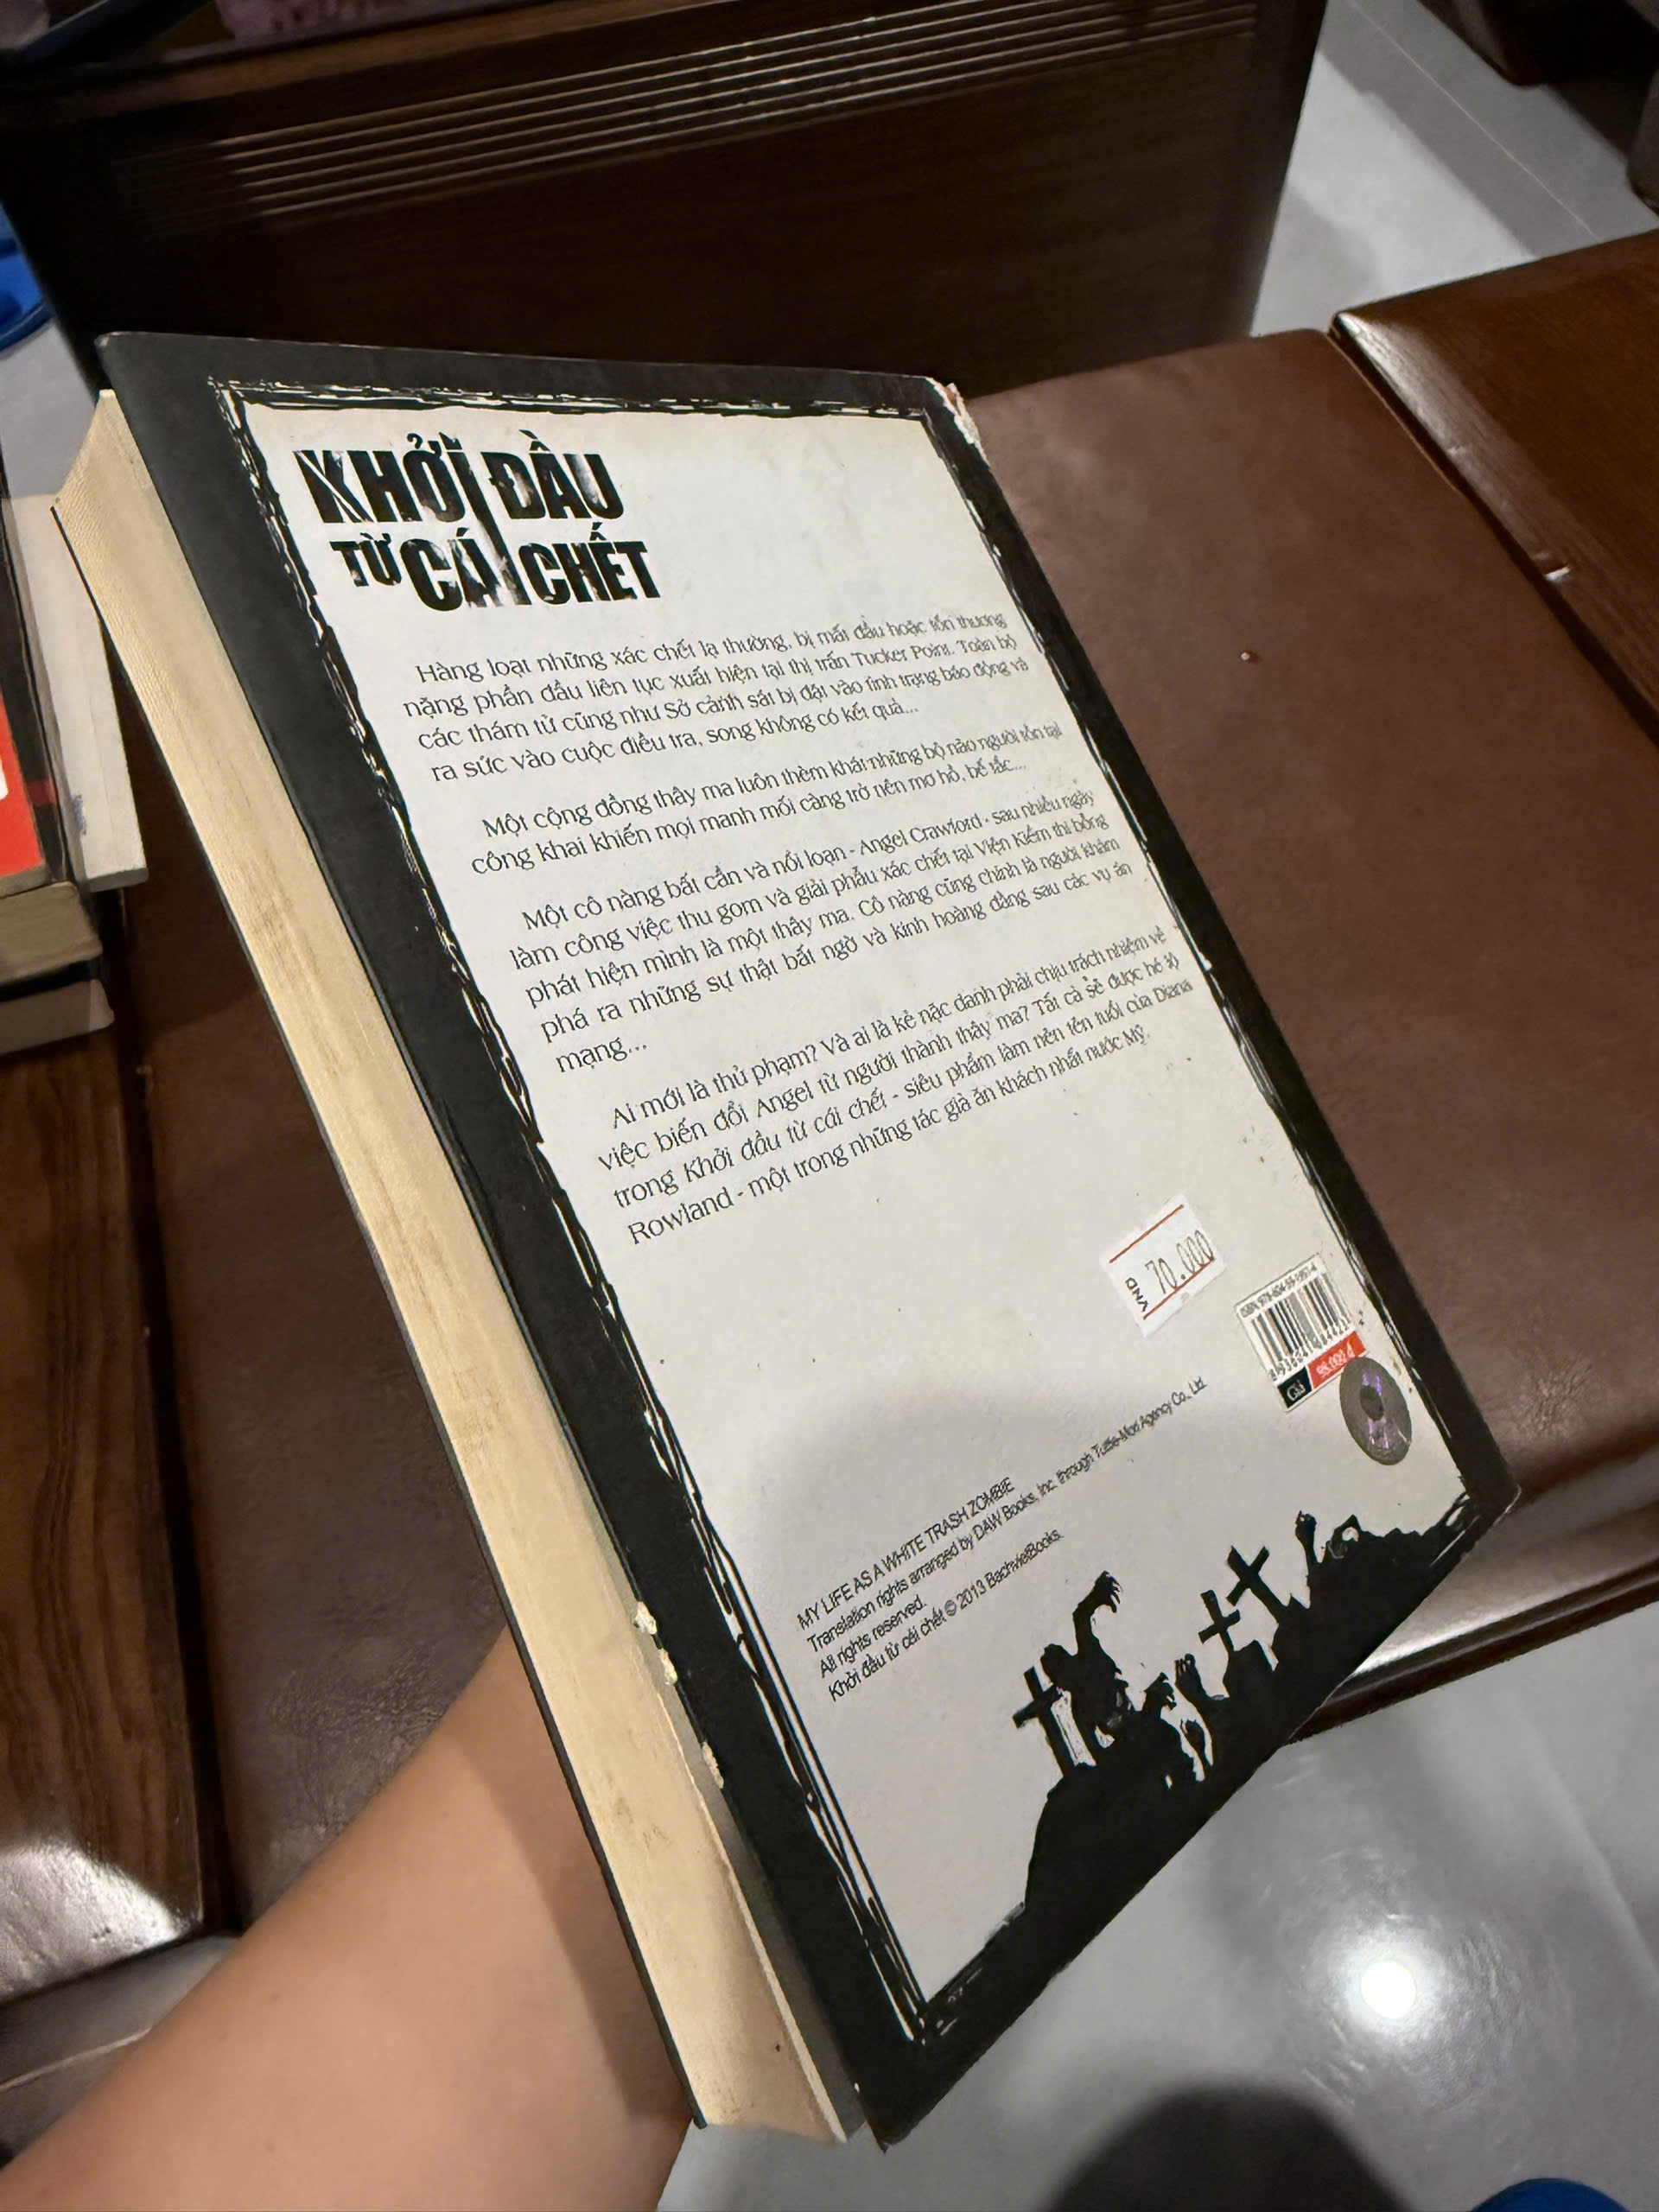 KHỞI ĐẦU
TỪ CÁI CHẾT
Hàng loạt những xác chết lạ thường, bị mất đầu hoặc tổn thương
nặng phần đầu liên tục xuất hiện tại thị trấn Tucker Point. Toàn bộ
các thám tử cũng như Sở cảnh sát bị đặt vào tình trạng báo động và
ra sức vào cuộc điều tra, song không có kết quả...
Một cộng đồng thây ma luôn thèm khát những bộ não người tồn tại
công khai khiến mọi manh mối càng trở nên mơ hồ, bế tắc...
Một cô nàng bất cần và nổi loạn - Angel Crawford - sau nhiều ngày
làm công việc thu gom và giải phẫu xác chết tại Viện Kiểm thi bỗng
phát hiện mình là một thây ma. Cô nàng cũng chính là người khám
phá ra những sự thật bất ngờ và kinh hoàng đằng sau các vụ án
mạng...
Ai mới là thủ phạm? Và ai là kẻ nặc danh phải chịu trách nhiệm về
việc biến đổi Angel từ người thành thây ma? Tất cả sẽ được hé lộ
trong Khởi đầu từ cái chết - siêu phẩm làm nên tên tuổi của Diana
Rowland - một trong những tác giả ăn khách nhất nước Mỹ.
VND 70.000
Giá 98.000 đ
MY LIFE AS A WHITE TRASH ZOMBIE
Translation rights arranged by DAW Books, Inc. through Tuttle-Mori Agency Co., Ltd.
All rights reserved.
Khởi đầu từ cái chết © 2013 BachvietBooks.